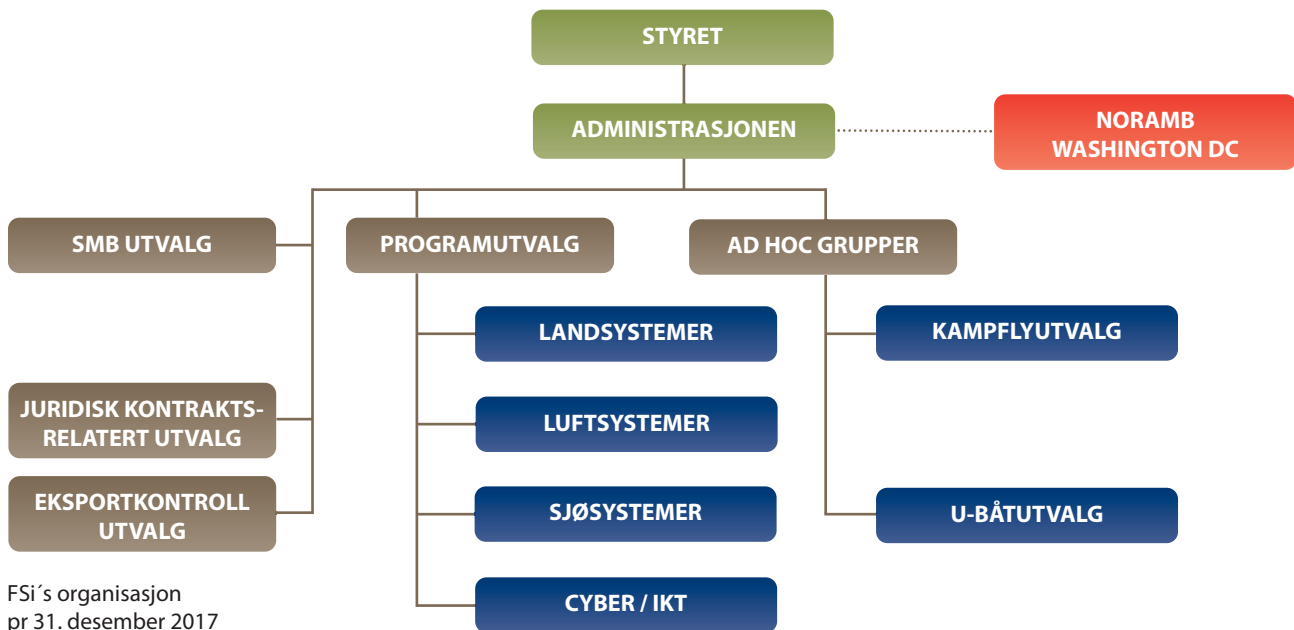 STYRET
ADMINISTRASJONEN
NORAMB
WASHINGTON DC
SMB UTVALG
PROGRAMUTVALG
AD HOC GRUPPER
LANDSYSTEMER
KAMPFLYUTVALG
JURIDISK KONTRAKTS-
RELATERT UTVALG
LUFTSYSTEMER
EKSPORTKONTROLL
UTVALG
SJØSYSTEMER
U-BÅTUTVALG
CYBER / IKT
FSi´s organisasjon
pr 31. desember 2017